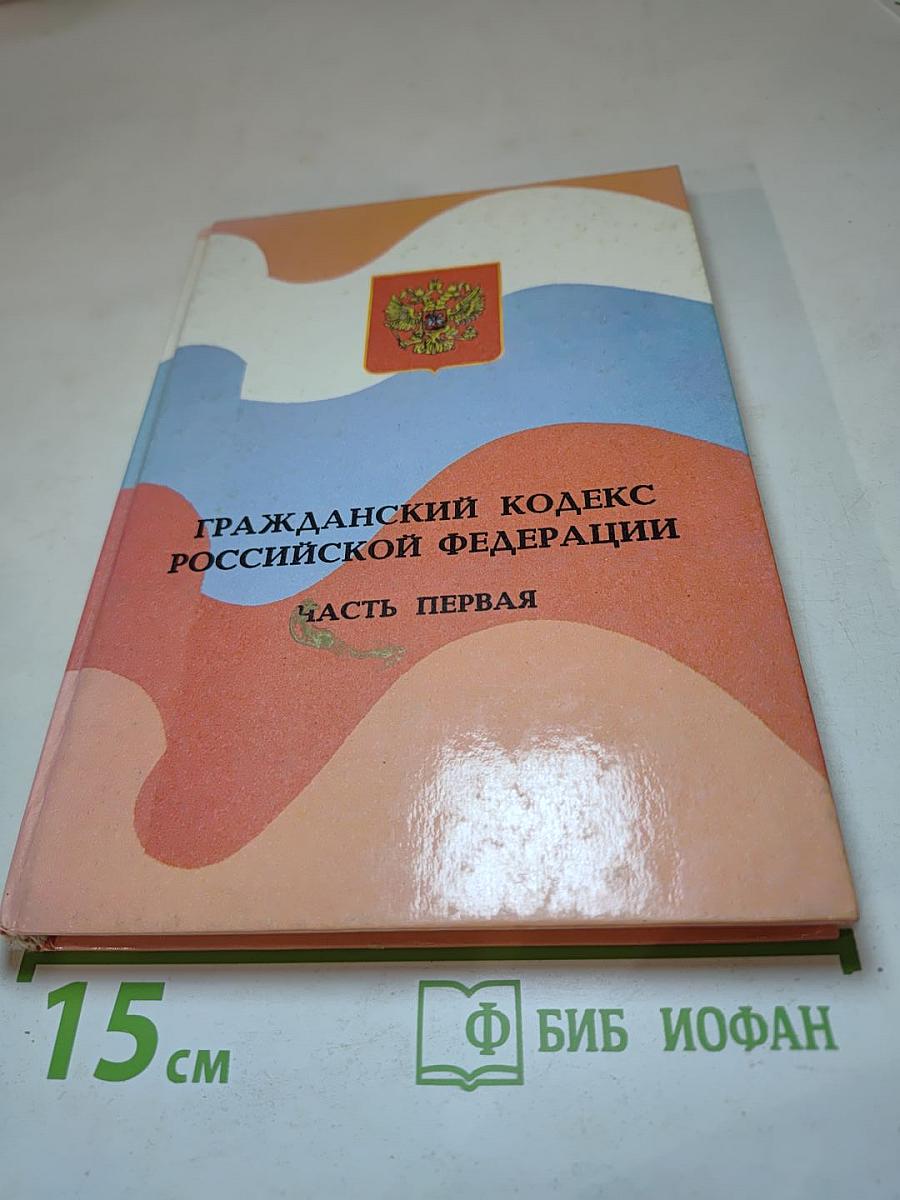 ГРАЖДАНСКИЙ КОДЕКС
РОССИЙСКОЙ ФЕДЕРАЦИИ
ЧАСТЬ ПЕРВАЯ
15 см
Ф БИБ ИОФАН